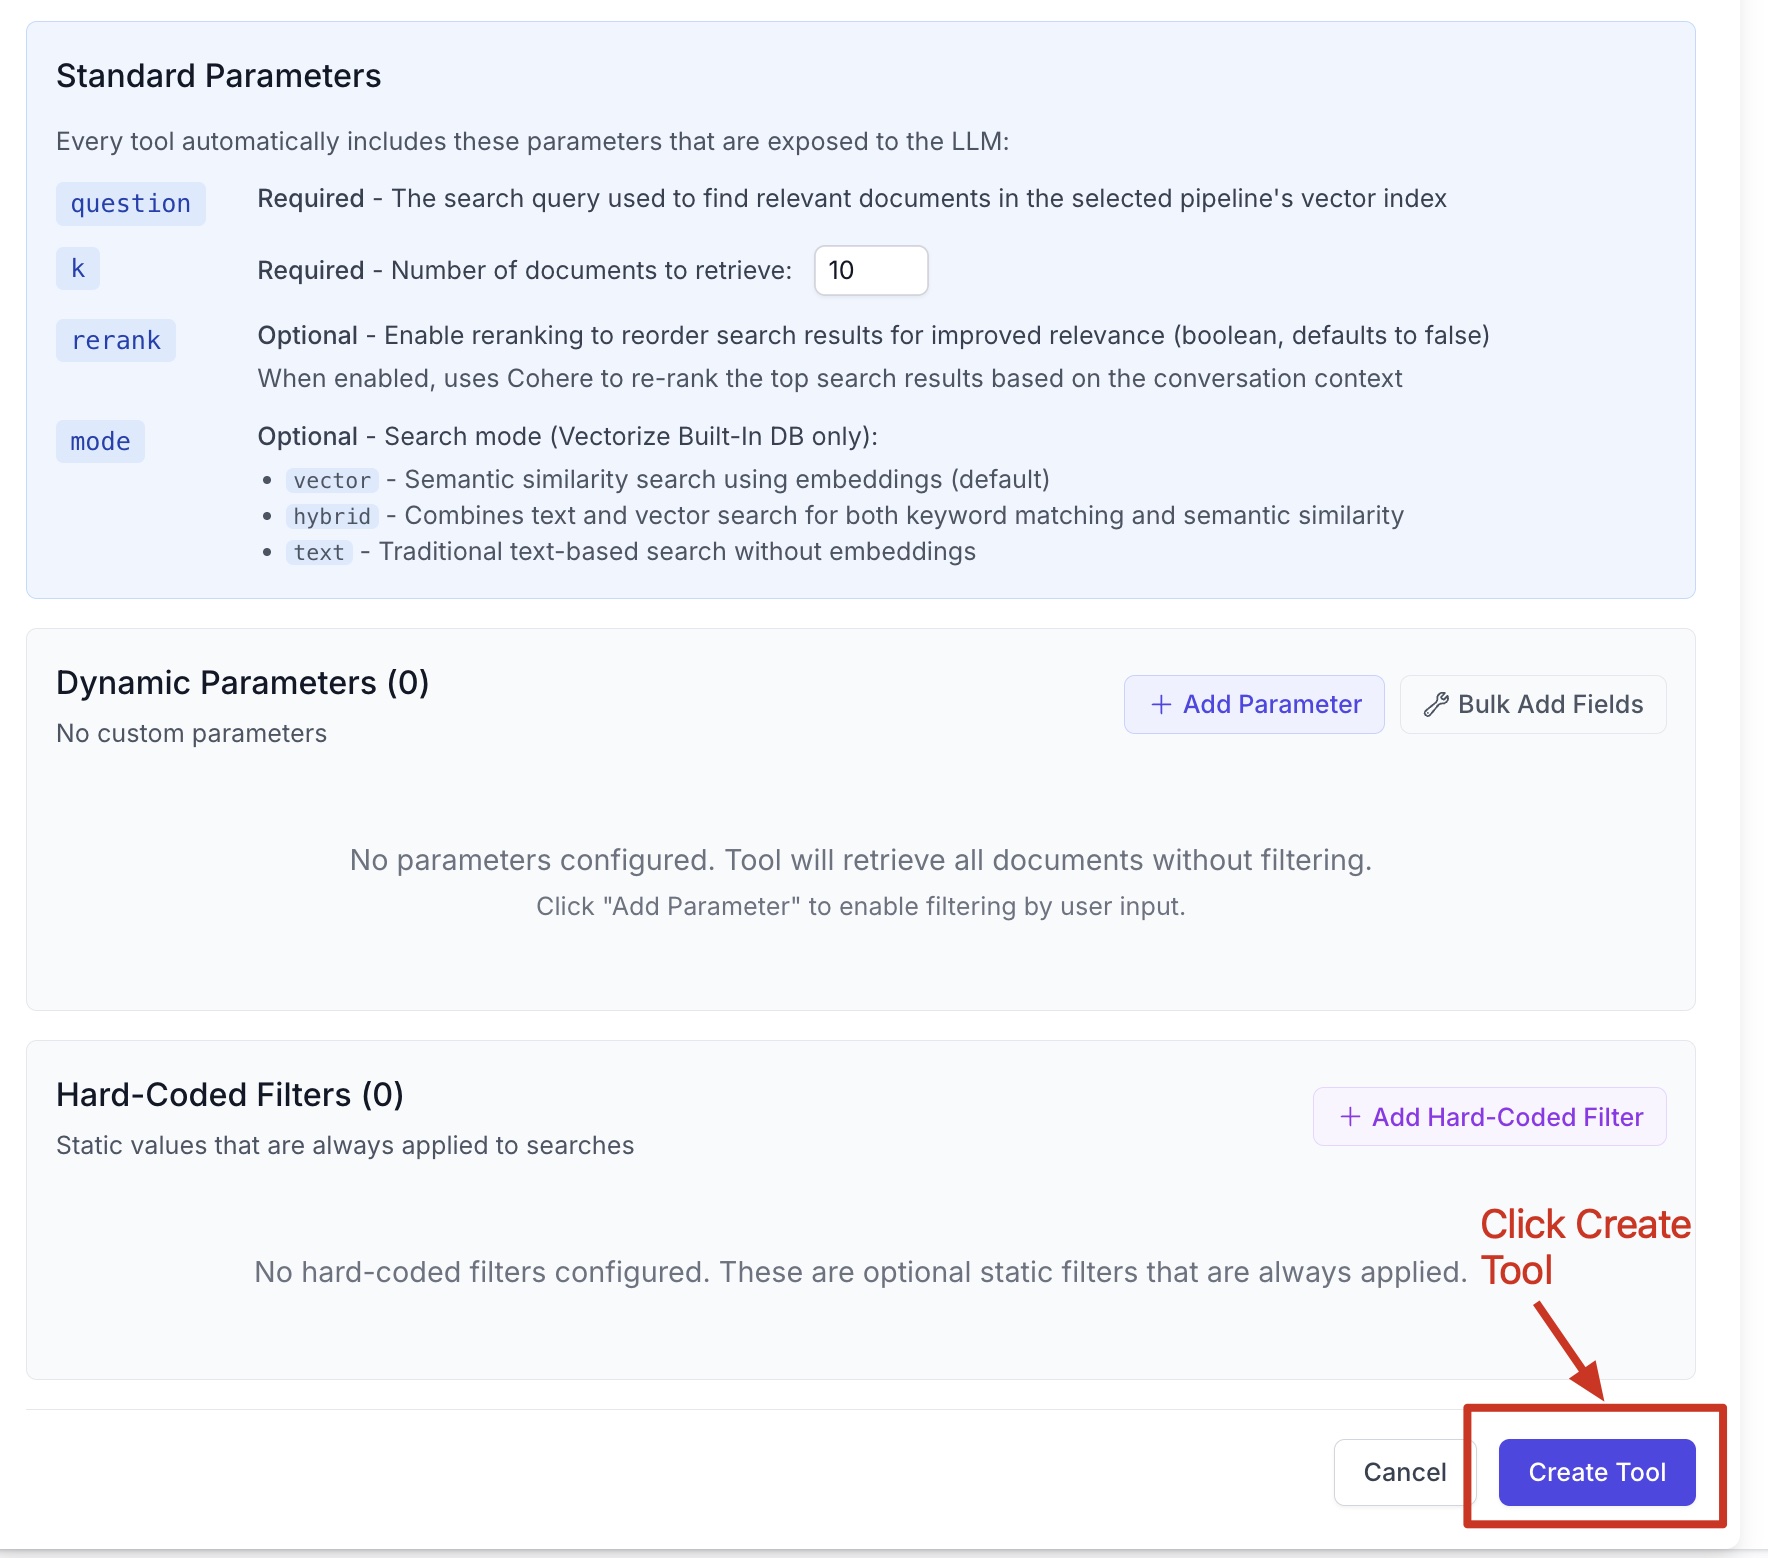 Standard Parameters
Every tool automatically includes these parameters that are exposed to the LLM:
question Required - The search query used to find relevant documents in the selected pipeline's vector index
k Required - Number of documents to retrieve: 10
rerank Optional - Enable reranking to reorder search results for improved relevance (boolean, defaults to false)
When enabled, uses Cohere to re-rank the top search results based on the conversation context
mode Optional - Search mode (Vectorize Built-In DB only):
• vector - Semantic similarity search using embeddings (default)
• hybrid - Combines text and vector search for both keyword matching and semantic similarity
• text - Traditional text-based search without embeddings
Dynamic Parameters (0)
No custom parameters
+ Add Parameter
Bulk Add Fields
No parameters configured. Tool will retrieve all documents without filtering.
Click "Add Parameter" to enable filtering by user input.
Hard-Coded Filters (0)
Static values that are always applied to searches
+ Add Hard-Coded Filter
No hard-coded filters configured. These are optional static filters that are always applied.
Click Create
Tool
Cancel
Create Tool